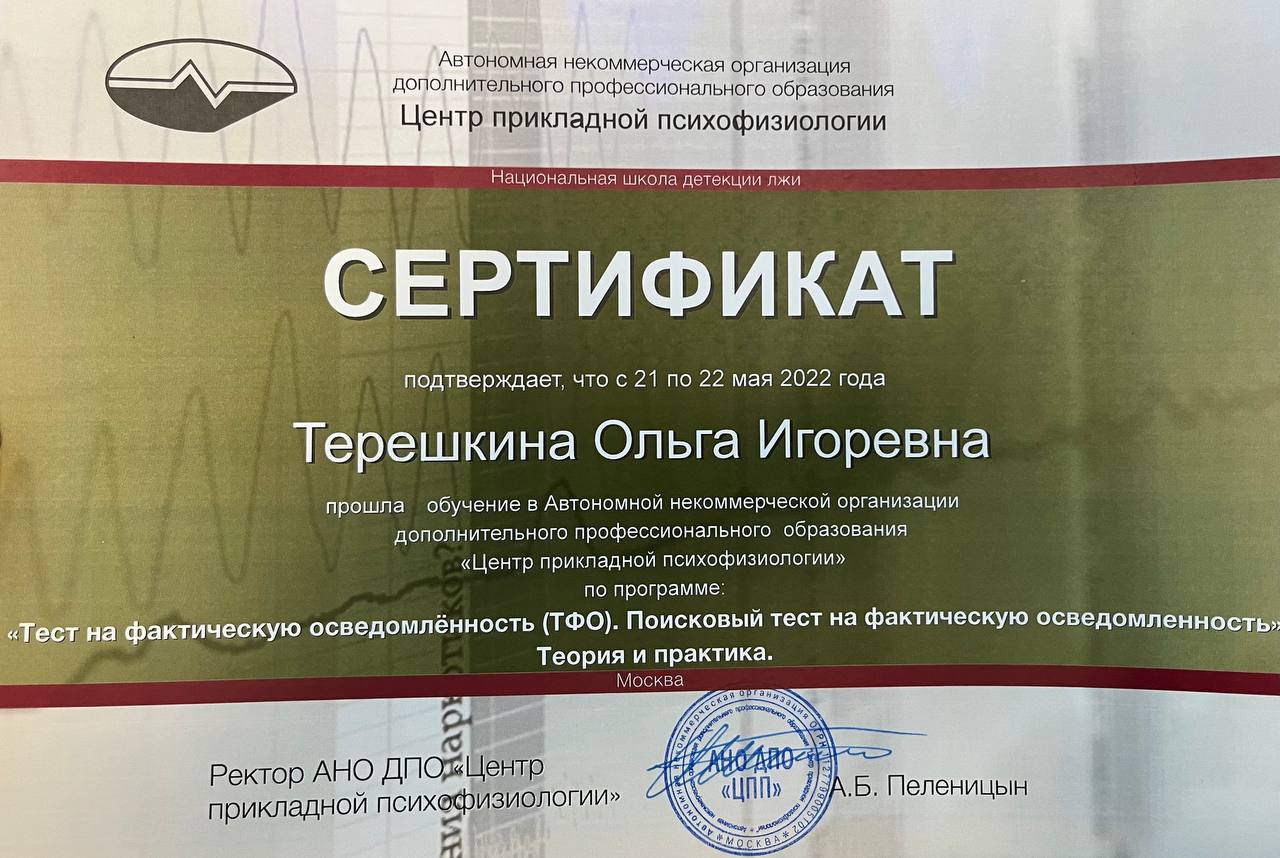 Автономная некоммерческая организация
дополнительного профессионального образования
Центр прикладной психофизиологии
Национальная школа детекции лжи
СЕРТИФИКАТ
подтверждает, что с 21 по 22 мая 2022 года
Терешкина Ольга Игоревна
прошла обучение в Автономной некоммерческой организации
дополнительного профессионального образования
«Центр прикладной психофизиологии»
по программе:
«Тест на фактическую осведомлённость (ТФО). Поисковый тест на фактическую осведомленность»
Теория и практика.
Москва
Ректор АНО ДПО «Центр
прикладной психофизиологии»
АНО ДПО
«ЦПП»
МОСКВА
А.Б. Пеленицын